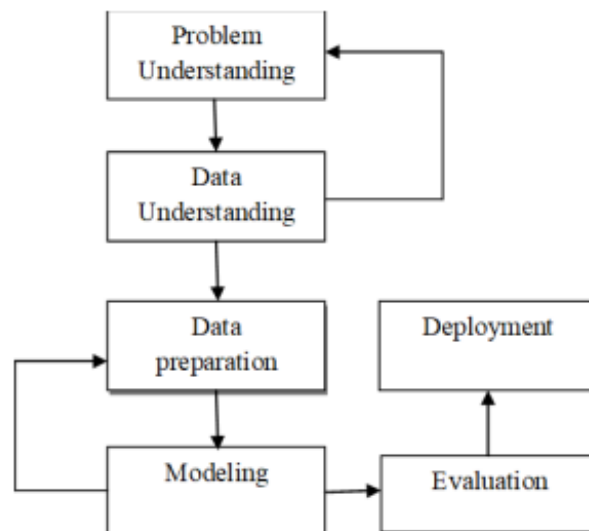 Problem
Understanding
Data
Understanding
Data
preparation
Deployment
Modeling
Evaluation